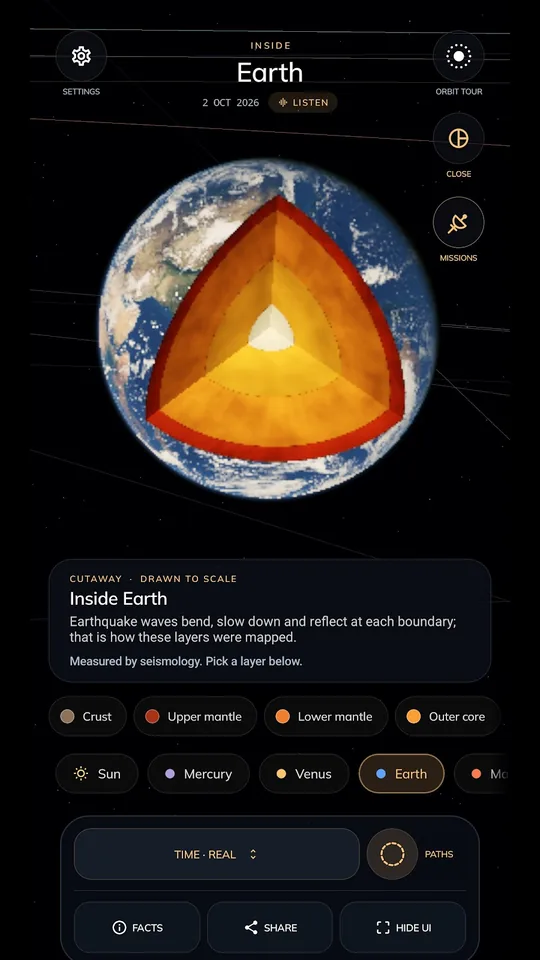 INSIDE
Earth
SETTINGS
2 OCT 2026
LISTEN
ORBIT TOUR
CLOSE
MISSIONS
CUTAWAY · DRAWN TO SCALE
Inside Earth
Earthquake waves bend, slow down and reflect at each boundary;
that is how these layers were mapped.
Measured by seismology. Pick a layer below.
Crust
Upper mantle
Lower mantle
Outer core
Sun
Mercury
Venus
Earth
TIME · REAL
PATHS
FACTS
SHARE
HIDE UI